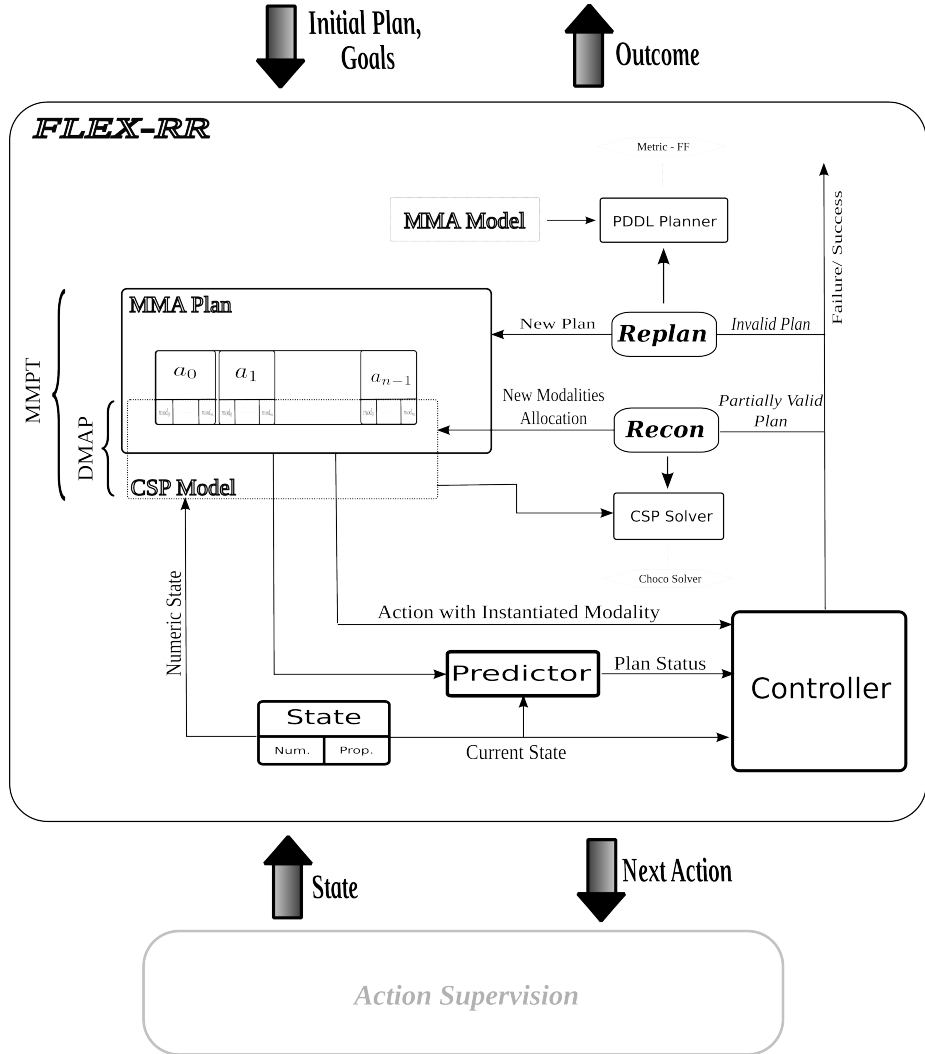 Initial Plan,
Goals
Outcome
FLEX-RR
Metric - FF
MMA Model
PDDL Planner
Failure/ Success
MMA Plan
New Plan
Replan
Invalid Plan
a0
a1
an−1
MMPT
DMAP
New Modalities
Allocation
Recon
Partially Valid
Plan
CSP Model
CSP Solver
Choco Solver
Numeric State
Action with Instantiated Modality
Predictor
Plan Status
Controller
State
Num.
Prop.
Current State
State
Next Action
Action Supervision